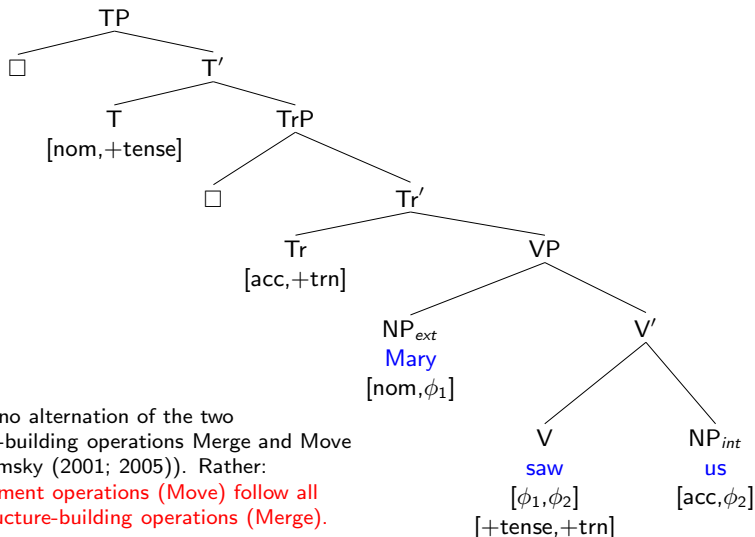 TP
□ T′
T TrP
[nom,+tense]
□ Tr′
Tr VP
[acc,+trn]
NPext V′
Mary
[nom,ϕ1]
no alternation of the two
-building operations Merge and Move
msky (2001; 2005)). Rather:
ment operations (Move) follow all
ucture-building operations (Merge).
V NPint
saw us
[ϕ1,ϕ2] [acc,ϕ2]
[+tense,+trn]